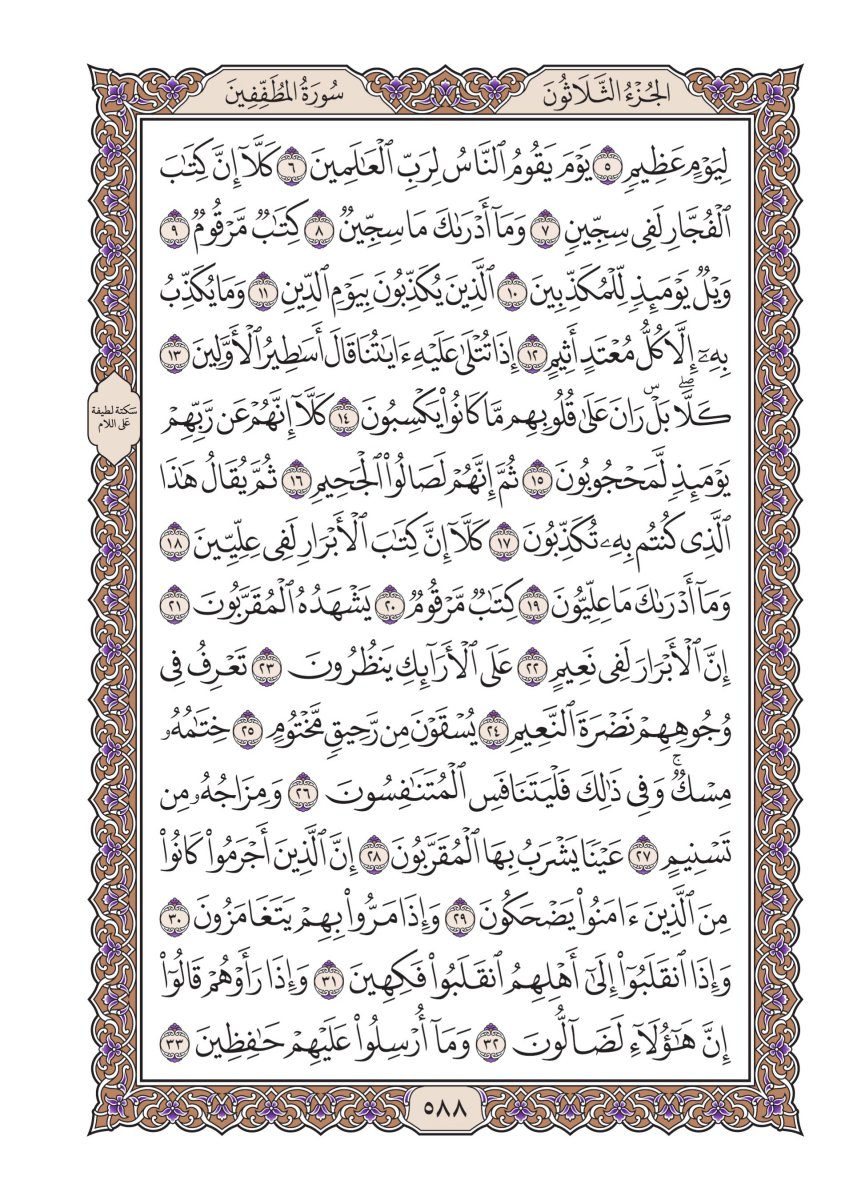 الجُزْءُ الثَّلَاثُونَ
سُورَةُ المُطَفِّفِينَ
لِيَوْمٍ عَظِيمٍ ٥ يَوْمَ يَقُومُ ٱلنَّاسُ لِرَبِّ ٱلْعَٰلَمِينَ ٦ كَلَّآ إِنَّ كِتَٰبَ
ٱلْفُجَّارِ لَفِى سِجِّينٍ ٧ وَمَآ أَدْرَىٰكَ مَا سِجِّينٌ ٨ كِتَٰبٌ مَّرْقُومٌ ٩
وَيْلٌ يَوْمَئِذٍ لِّلْمُكَذِّبِينَ ١٠ ٱلَّذِينَ يُكَذِّبُونَ بِيَوْمِ ٱلدِّينِ ١١ وَمَا يُكَذِّبُ
بِهِۦٓ إِلَّا كُلُّ مُعْتَدٍ أَثِيمٍ ١٢ إِذَا تُتْلَىٰ عَلَيْهِ ءَايَٰتُنَا قَالَ أَسَٰطِيرُ ٱلْأَوَّلِينَ ١٣
كَلَّاۖ بَلْۜ رَانَ عَلَىٰ قُلُوبِهِم مَّا كَانُوا۟ يَكْسِبُونَ ١٤ كَلَّآ إِنَّهُمْ عَن رَّبِّهِمْ
سَكتة لطيفة
عَلى اللام
يَوْمَئِذٍ لَّمَحْجُوبُونَ ١٥ ثُمَّ إِنَّهُمْ لَصَالُوا۟ ٱلْجَحِيمِ ١٦ ثُمَّ يُقَالُ هَٰذَا
ٱلَّذِى كُنتُم بِهِۦ تُكَذِّبُونَ ١٧ كَلَّآ إِنَّ كِتَٰبَ ٱلْأَبْرَارِ لَفِى عِلِّيِّينَ ١٨
وَمَآ أَدْرَىٰكَ مَا عِلِّيُّونَ ١٩ كِتَٰبٌ مَّرْقُومٌ ٢٠ يَشْهَدُهُ ٱلْمُقَرَّبُونَ ٢١
إِنَّ ٱلْأَبْرَارَ لَفِى نَعِيمٍ ٢٢ عَلَى ٱلْأَرَآئِكِ يَنظُرُونَ ٢٣ تَعْرِفُ فِى
وُجُوهِهِمْ نَضْرَةَ ٱلنَّعِيمِ ٢٤ يُسْقَوْنَ مِن رَّحِيقٍ مَّخْتُومٍ ٢٥ خِتَٰمُهُۥ
مِسْكٌۚ وَفِى ذَٰلِكَ فَلْيَتَنَافَسِ ٱلْمُتَنَٰفِسُونَ ٢٦ وَمِزَاجُهُۥ مِن
تَسْنِيمٍ ٢٧ عَيْنًا يَشْرَبُ بِهَا ٱلْمُقَرَّبُونَ ٢٨ إِنَّ ٱلَّذِينَ أَجْرَمُوا۟ كَانُوا۟
مِنَ ٱلَّذِينَ ءَامَنُوا۟ يَضْحَكُونَ ٢٩ وَإِذَا مَرُّوا۟ بِهِمْ يَتَغَامَزُونَ ٣٠
وَإِذَا ٱنقَلَبُوٓا۟ إِلَىٰٓ أَهْلِهِمُ ٱنقَلَبُوا۟ فَكِهِينَ ٣١ وَإِذَا رَأَوْهُمْ قَالُوٓا۟
إِنَّ هَٰٓؤُلَآءِ لَضَآلُّونَ ٣٢ وَمَآ أُرْسِلُوا۟ عَلَيْهِمْ حَٰفِظِينَ ٣٣
٥٨٨